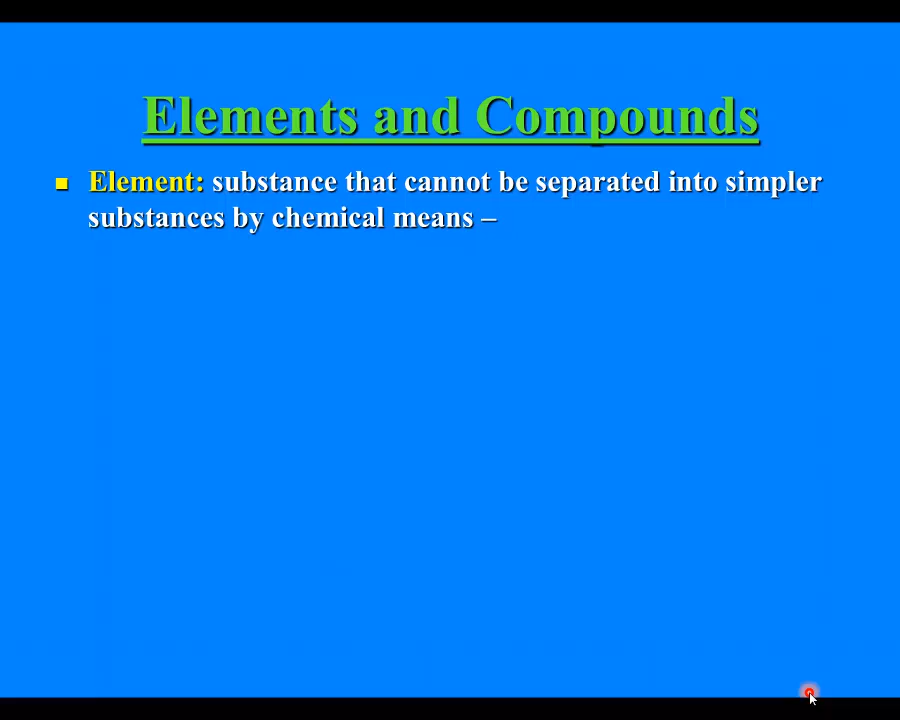 Elements and Compounds
Element: substance that cannot be separated into simpler
substances by chemical means –